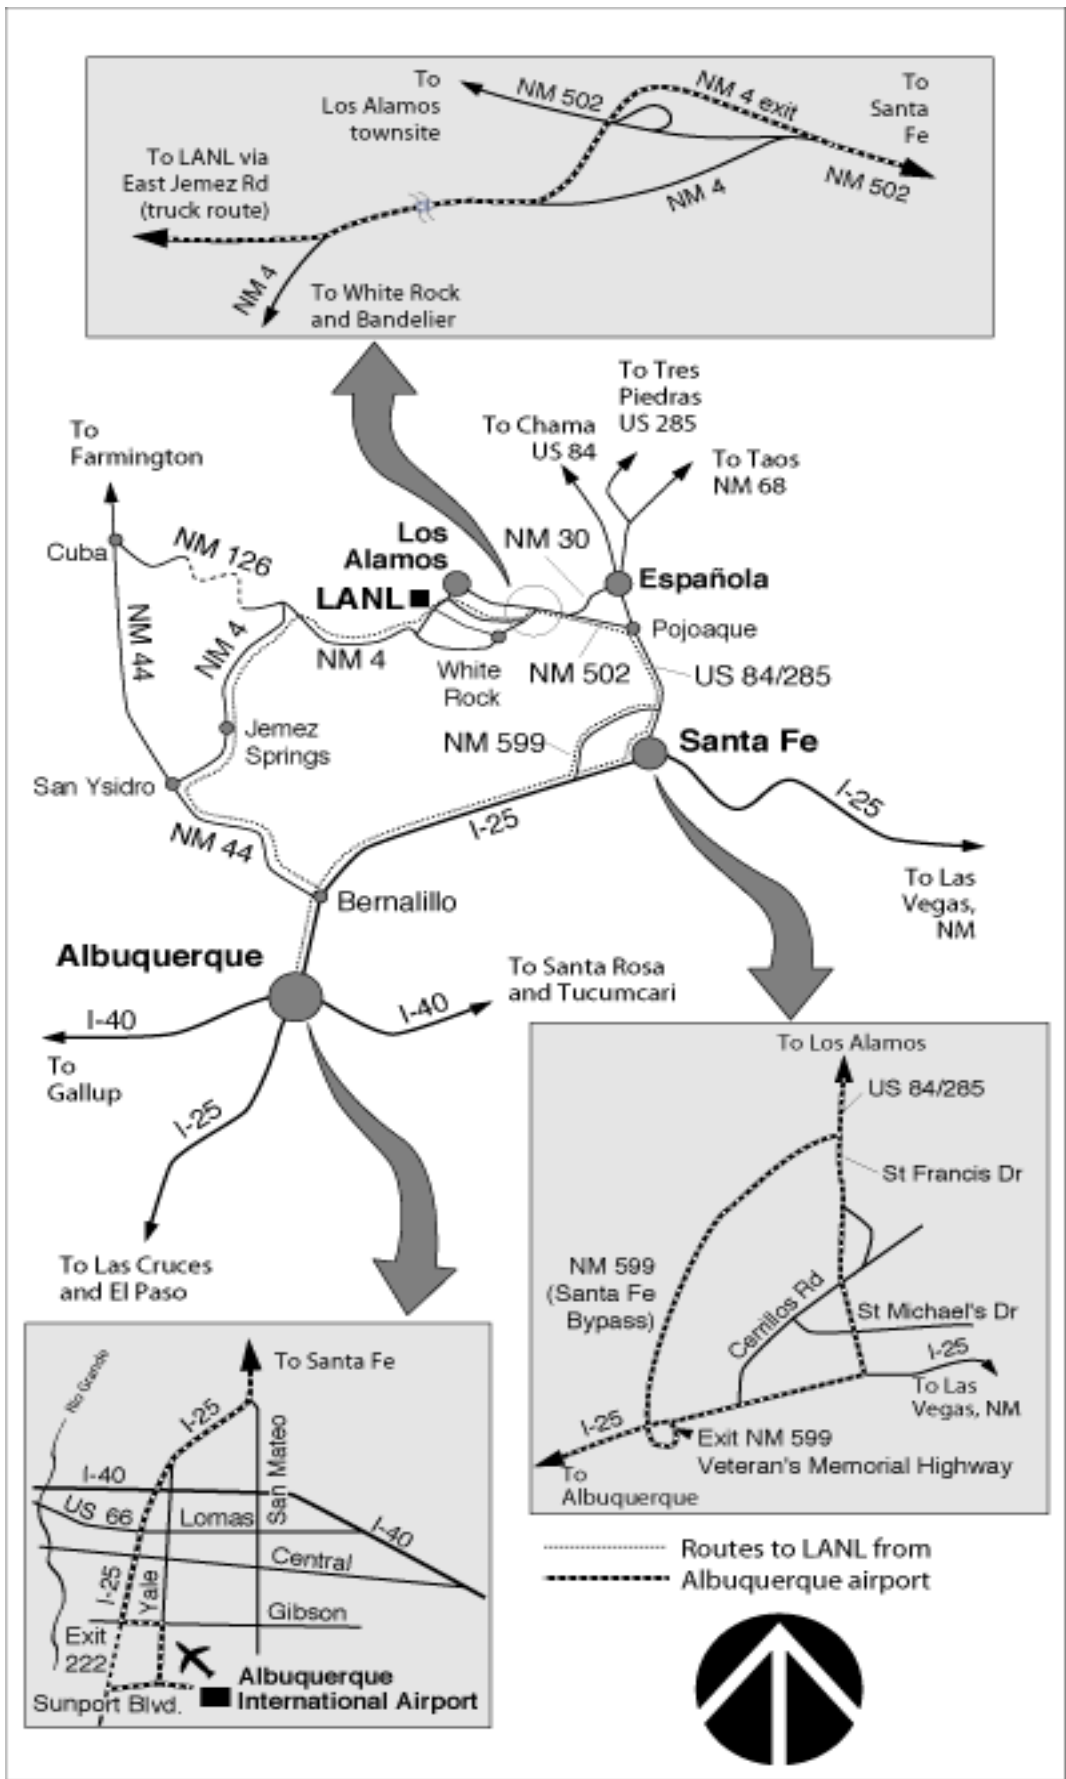 To
Los Alamos
townsite
NM 502
NM 4 exit
To
Santa
Fe
To LANL via
East Jemez Rd
(truck route)
NM 4
NM 502
NM 4
To White Rock
and Bandelier
To Tres
Piedras
US 285
To Chama
US 84
To Taos
NM 68
To
Farmington
Cuba
NM 126
Los
Alamos
NM 30
Española
LANL
NM 44
NM 4
NM 4
White
Rock
NM 502
Pojoaque
US 84/285
Jemez
Springs
NM 599
Santa Fe
San Ysidro
NM 44
I-25
I-25
To Las
Vegas,
NM
Bernalillo
Albuquerque
To Santa Rosa
and Tucumcari
I-40
I-40
To
Gallup
I-25
To Las Cruces
and El Paso
To Los Alamos
US 84/285
St Francis Dr
NM 599
(Santa Fe
Bypass)
Cerrillos Rd
St Michael's Dr
I-25
To Las
Vegas, NM
I-25
Exit NM 599
Veteran's Memorial Highway
To
Albuquerque
To Santa Fe
Rio Grande
I-25
San Mateo
I-40
US 66
Lomas
I-40
Central
I-25
Yale
Gibson
Exit
222
Sunport Blvd.
Albuquerque
International Airport
Routes to LANL from
Albuquerque airport